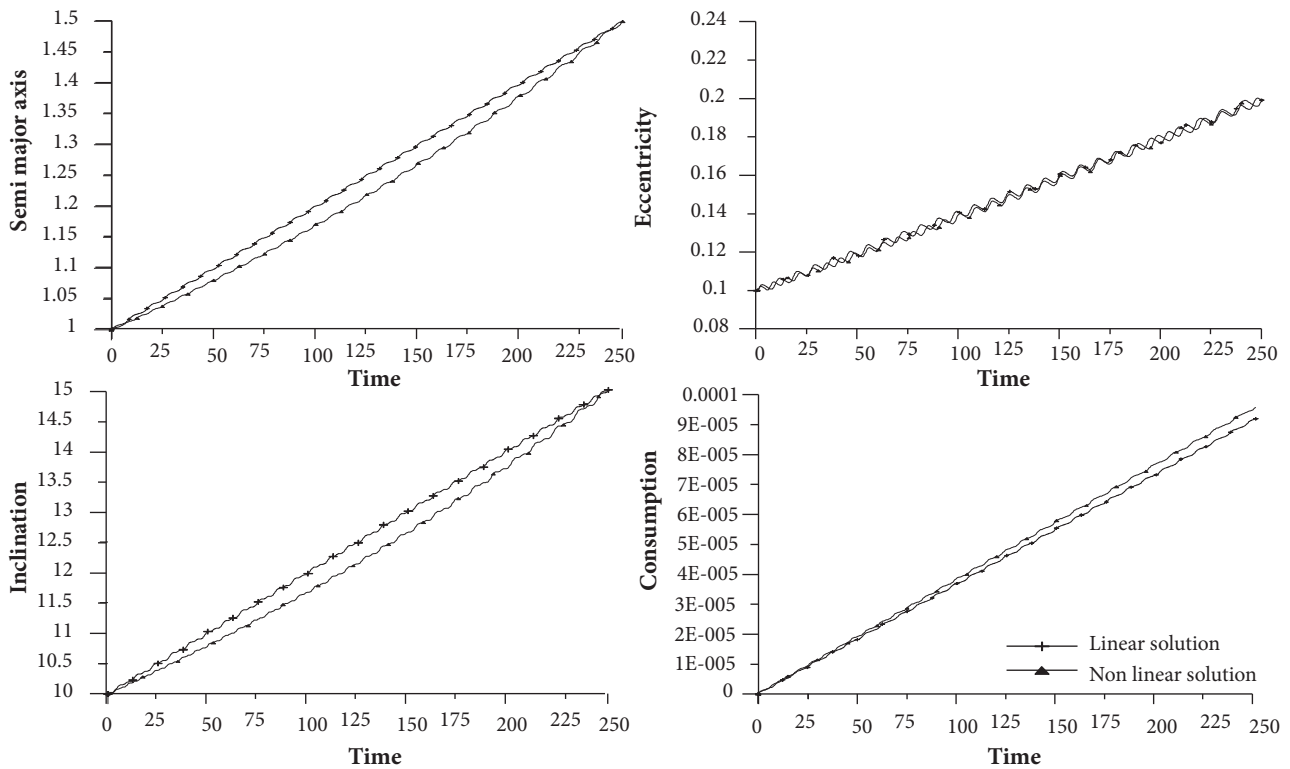 Semi major axis
1.5
1.45
1.4
1.35
1.3
1.25
1.2
1.15
1.1
1.05
1
0 25 50 75 100 125 150 175 200 225 250
Time
Eccentricity
0.24
0.22
0.2
0.18
0.16
0.14
0.12
0.1
0.08
0 25 50 75 100 125 150 175 200 225 250
Time
Inclination
15
14.5
14
13.5
13
12.5
12
11.5
11
10.5
10
0 25 50 75 100 125 150 175 200 225 250
Time
Consumption
0.0001
9E-005
8E-005
7E-005
6E-005
5E-005
4E-005
3E-005
2E-005
1E-005
0
Linear solution
Non linear solution
0 25 50 75 100 125 150 175 200 225 250
Time